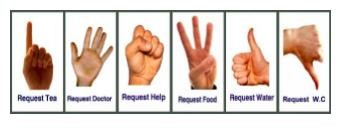 Request Tea
Request Doctor
Request Help
Request Food
Request Water
Request W.C